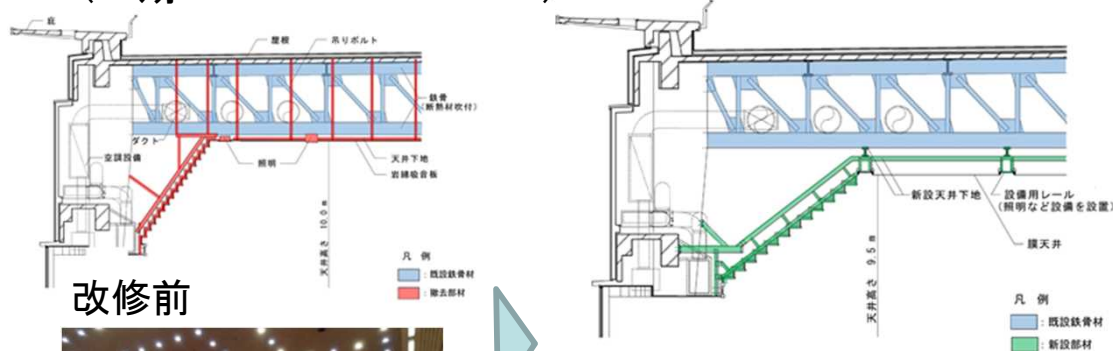 庇
屋根
吊りボルト
鉄骨
(断熱材吹付)
ダクト
空調設備
照明
天井下地
岩綿吸音板
天井高さ 10.0m
凡 例
:既設鉄骨材
:撤去部材
改修前
新設天井下地
設備用レール
(照明など設備を設置)
膜天井
天井高さ 9.5m
凡 例
:既設鉄骨材
:新設部材